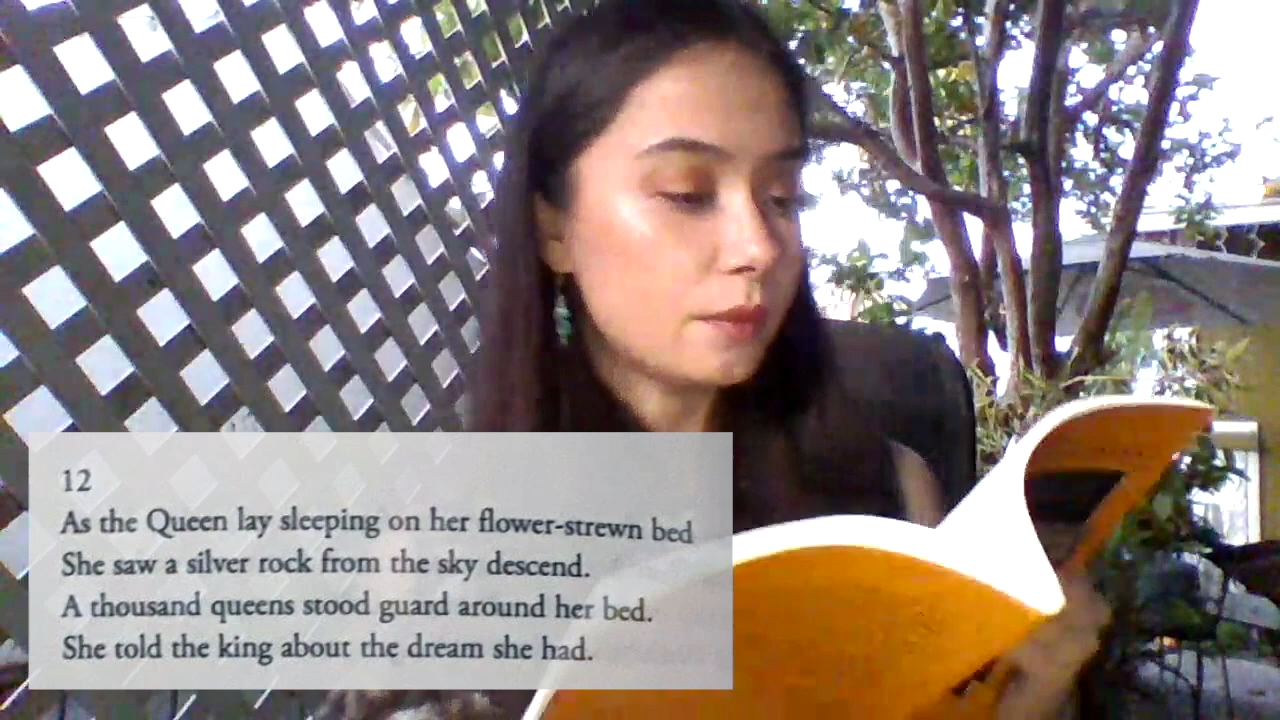 12
As the Queen lay sleeping on her flower-strewn bed
She saw a silver rock from the sky descend.
A thousand queens stood guard around her bed.
She told the king about the dream she had.